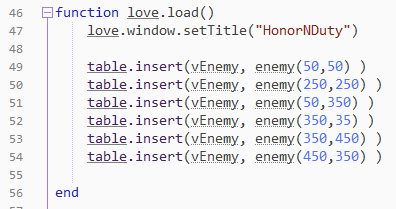 46 function love.load()
47 love.window.setTitle("HonorNDuty")
48
49 table.insert(vEnemy, enemy(50,50) )
50 table.insert(vEnemy, enemy(250,250) )
51 table.insert(vEnemy, enemy(50,350) )
52 table.insert(vEnemy, enemy(350,35) )
53 table.insert(vEnemy, enemy(350,450) )
54 table.insert(vEnemy, enemy(450,350) )
55
56 end